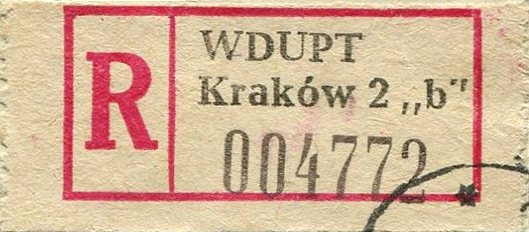 R
WDUPT
Kraków 2 „b"
004772